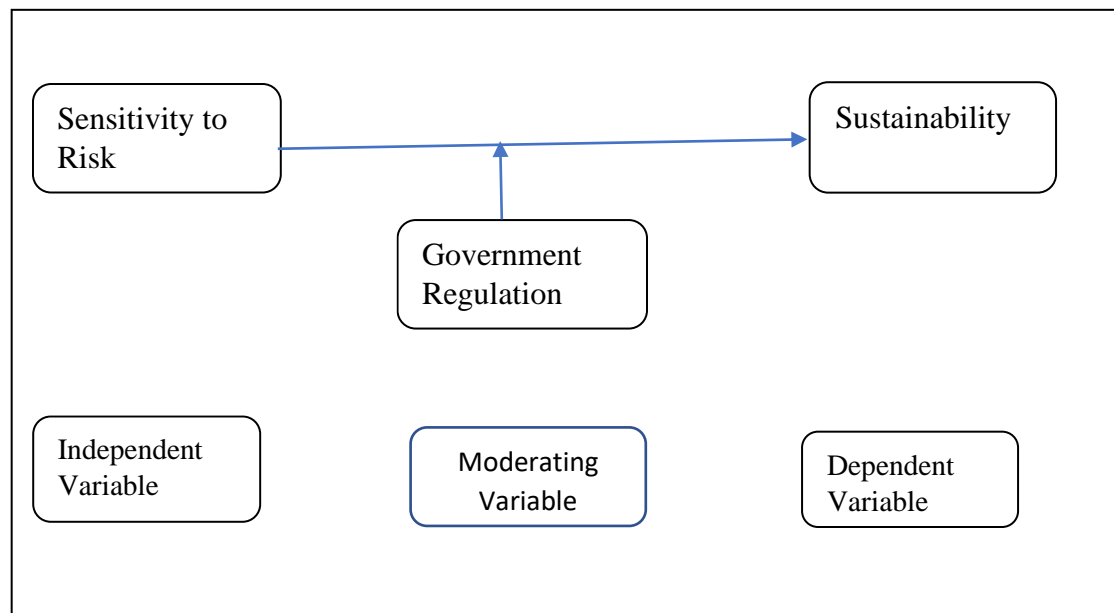 Sensitivity to
Risk
Sustainability
Government
Regulation
Independent
Variable
Moderating
Variable
Dependent
Variable